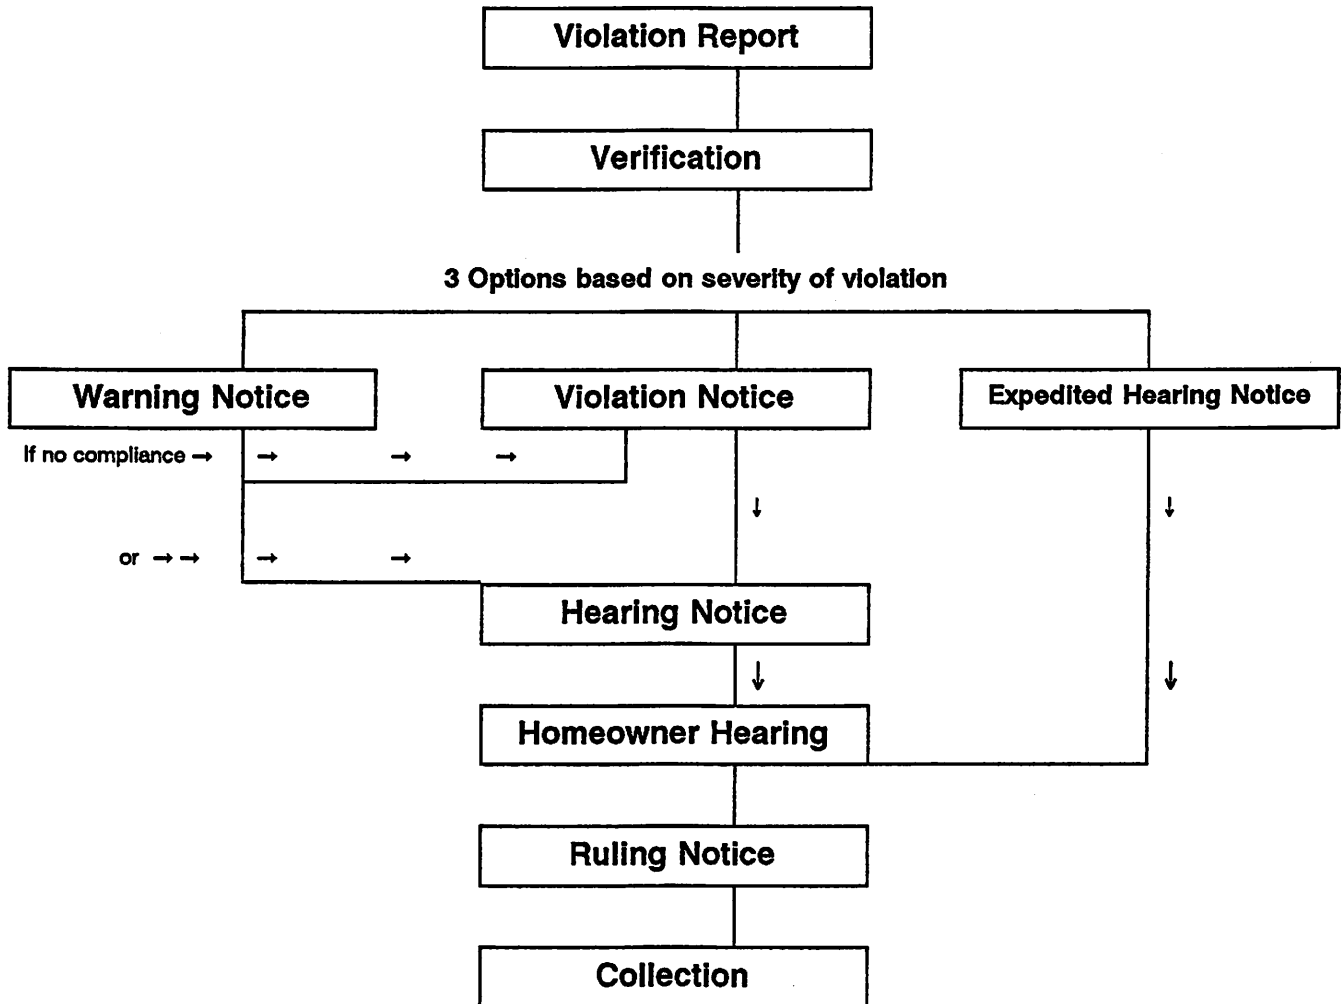 Violation Report
Verification
3 Options based on severity of violation
Warning Notice
Violation Notice
Expedited Hearing Notice
If no compliance → → → →
↓ ↓
or →→ → →
Hearing Notice
↓ ↓
Homeowner Hearing
Ruling Notice
Collection